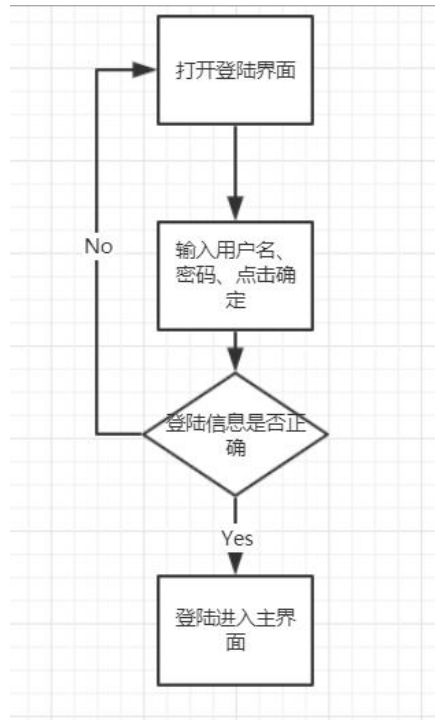 打开登陆界面
No
输入用户名、
密码、点击确
定
登陆信息是否正
确
Yes
登陆进入主界
面